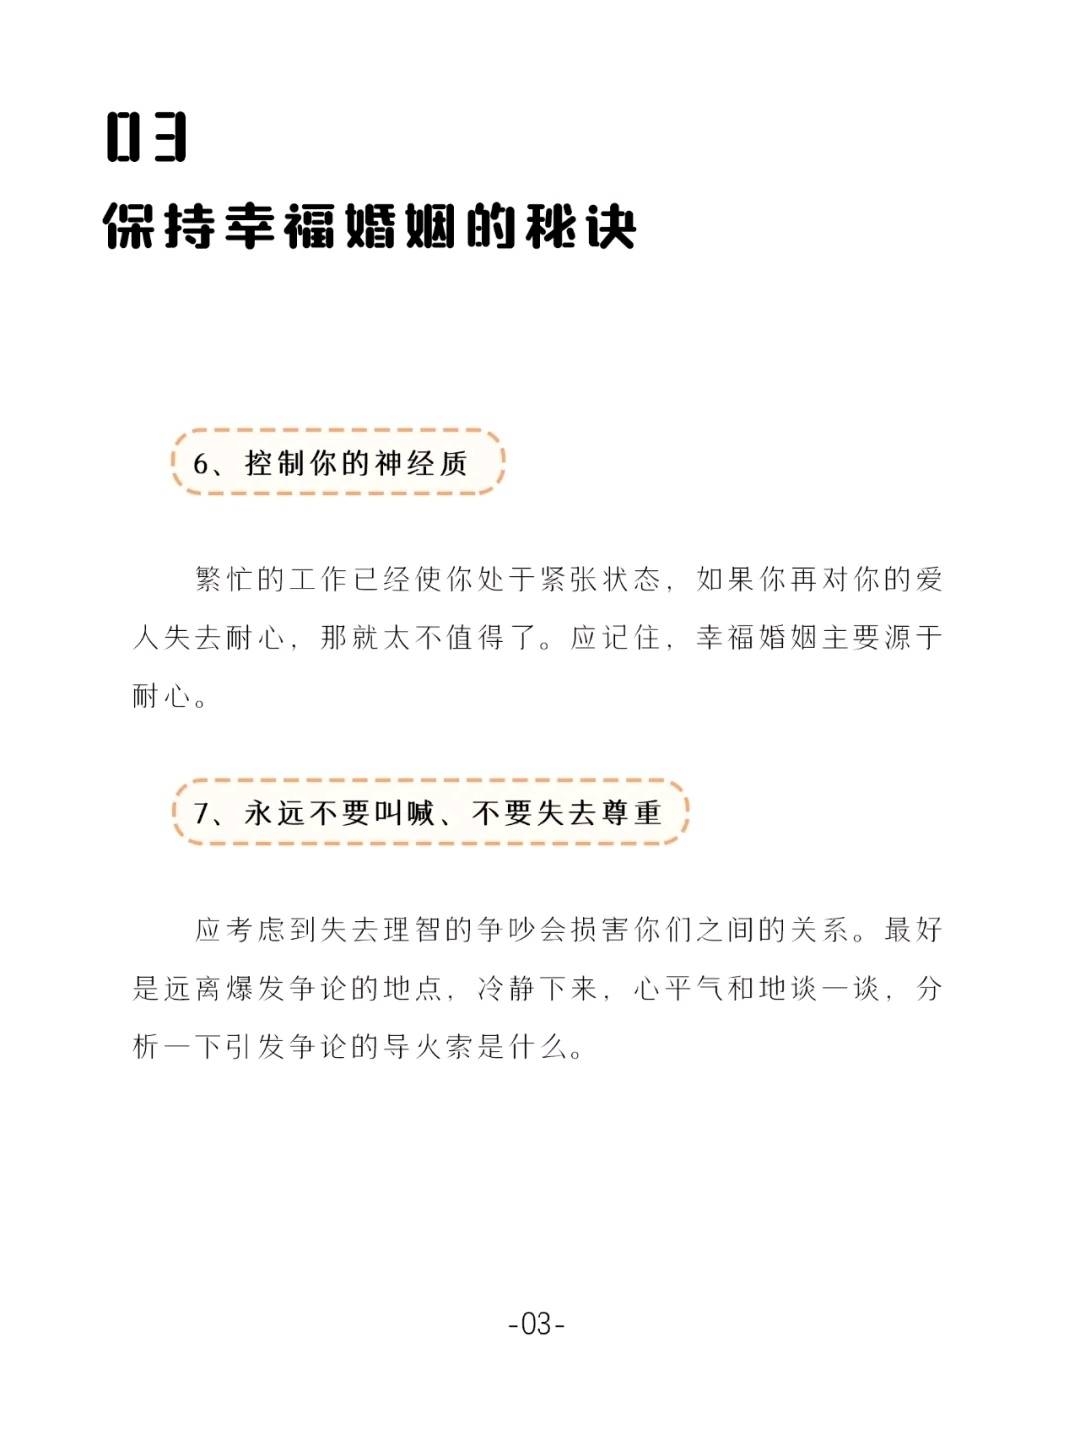 03
保持幸福婚姻的秘诀
6、控制你的神经质
繁忙的工作已经使你处于紧张状态，如果你再对你的爱
人失去耐心，那就太不值得了。应记住，幸福婚姻主要源于
耐心。
7、永远不要叫喊、不要失去尊重
应考虑到失去理智的争吵会损害你们之间的关系。最好
是远离爆发争论的地点，冷静下来，心平气和地谈一谈，分
析一下引发争论的导火索是什么。
-03-